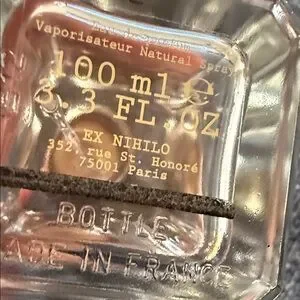 Vaporisateur Natural Spray
100 ml e
3.3 FL.OZ
EX NIHILO
352, rue St. Honoré
75001 Paris
BOTTLE
MADE IN FRANCE